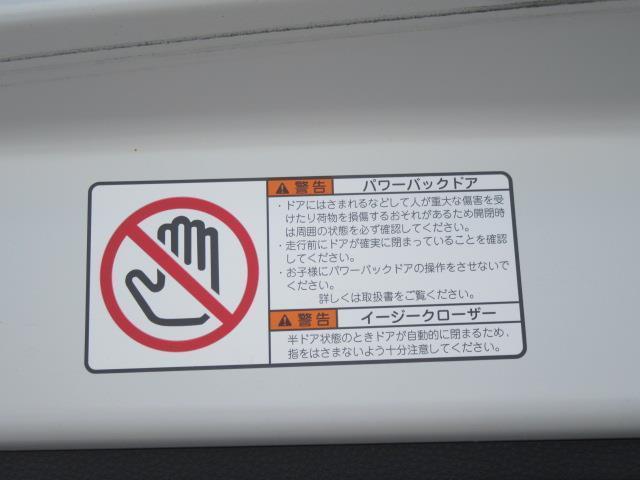 警告 パワーバックドア
・ドアにはさまれるなどして人が重大な傷害を受
けたり荷物を損傷するおそれがあるため開閉時
は周囲の状態を必ず確認してください。
・走行前にドアが確実に閉まっていることを確認
してください。
・お子様にパワーバックドアの操作をさせないで
ください。
詳しくは取扱書をご覧ください。
警告 イージークローザー
半ドア状態のときドアが自動的に閉まるため、
指をはさまないよう十分注意してください。